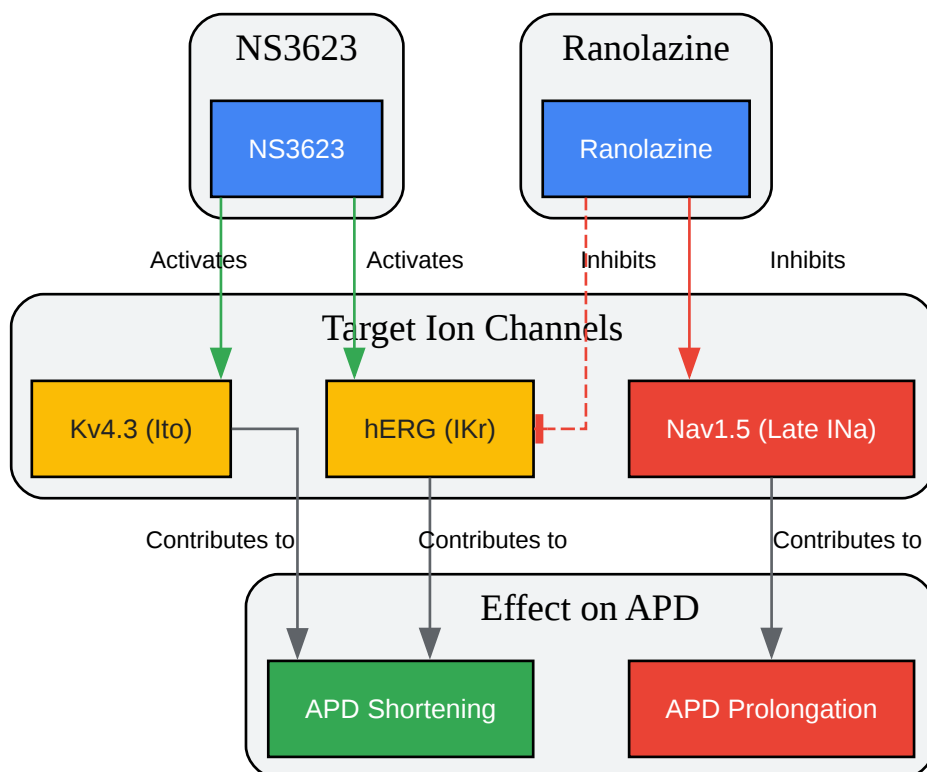 NS3623
Ranolazine
NS3623
Ranolazine
Activates
Activates
Inhibits
Inhibits
Target Ion Channels
Kv4.3 (Ito)
hERG (IKr)
Nav1.5 (Late INa)
Contributes to
Contributes to
Contributes to
Effect on APD
APD Shortening
APD Prolongation